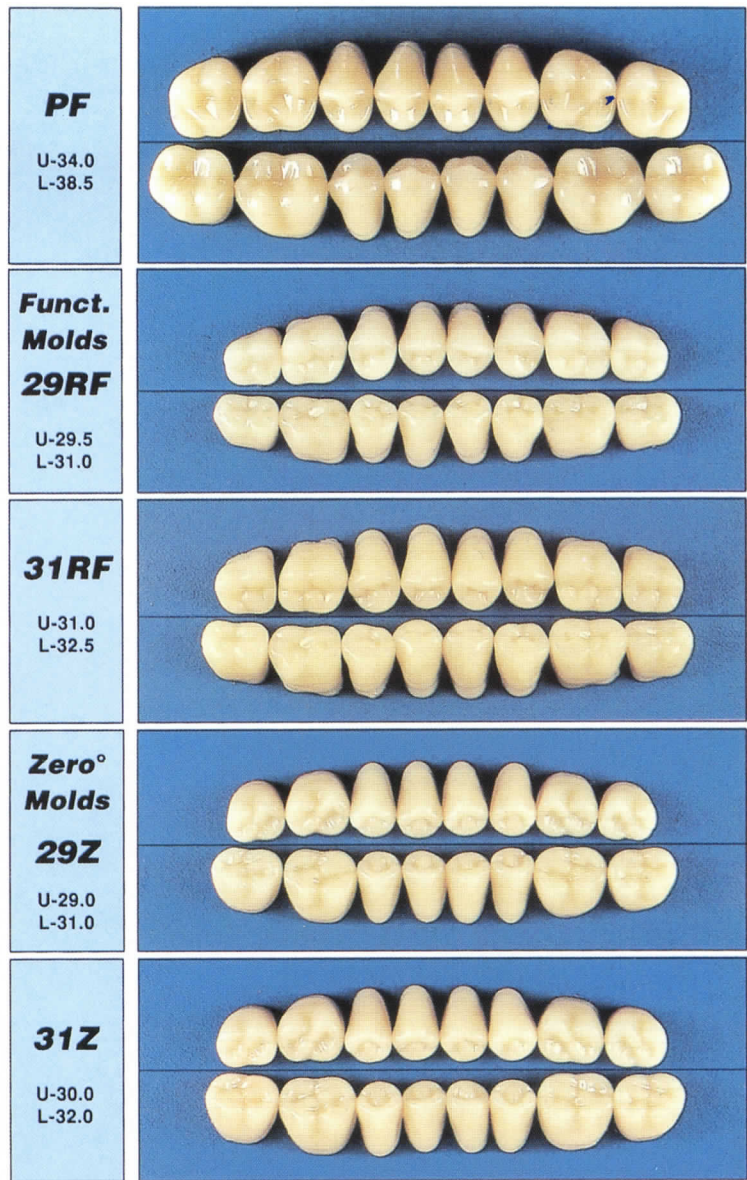 PF
U-34.0
L-38.5
Funct.
Molds
29RF
U-29.5
L-31.0
31RF
U-31.0
L-32.5
Zero°
Molds
29Z
U-29.0
L-31.0
31Z
U-30.0
L-32.0